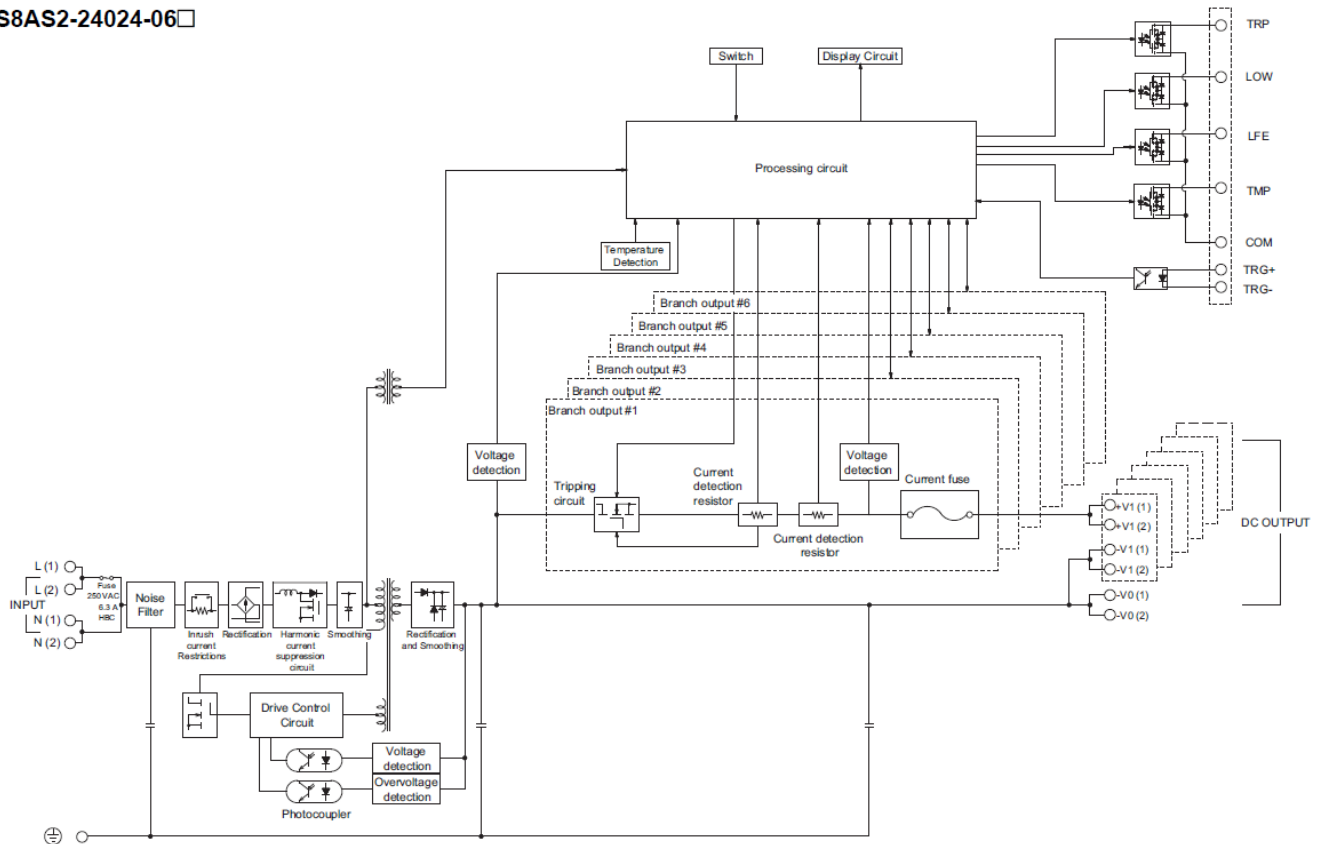 S8AS2-24024-06□
TRP
Switch
Display Circuit
LOW
LFE
Processing circuit
TMP
COM
Temperature
Detection
TRG+
TRG-
Branch output #6
Branch output #5
Branch output #4
Branch output #3
Branch output #2
Branch output #1
Voltage
detection
Tripping
circuit
Current
detection
resistor
Voltage
detection
Current fuse
Current detection
resistor
+V1 (1)
+V1 (2)
-V1 (1)
-V1 (2)
-V0 (1)
-V0 (2)
DC OUTPUT
L (1)
L (2)
INPUT
N (1)
N (2)
Fuse
250 VAC
6.3 A
HBC
Noise
Filter
Inrush
current
Restrictions
Rectification
Harmonic
current
suppression
circuit
Smoothing
Rectification
and Smoothing
Drive Control
Circuit
Voltage
detection
Overvoltage
detection
Photocoupler